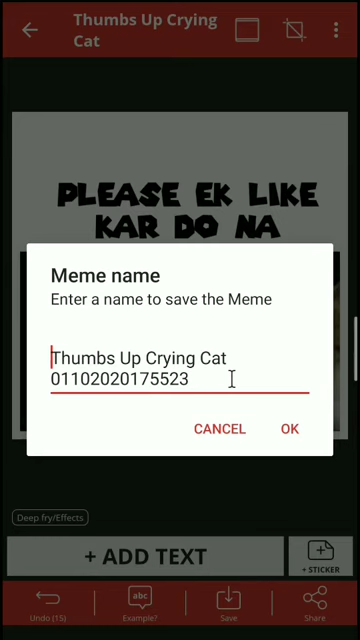 Thumbs Up Crying
Cat
PLEASE EK LIKE
KAR DO NA
Meme name
Enter a name to save the Meme
Thumbs Up Crying Cat
01102020175523
CANCEL
OK
Deep fry/Effects
+ ADD TEXT
+ STICKER
abc
Undo (15)
Example?
Save
Share